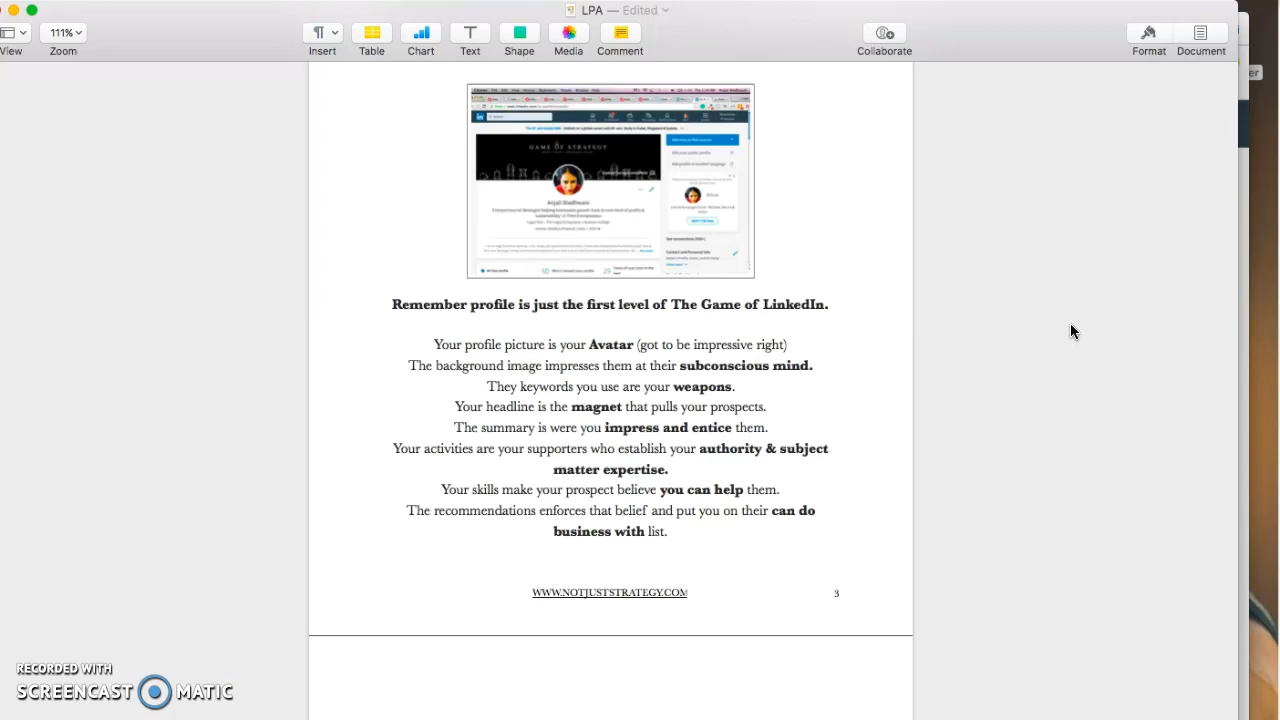 LPA — Edited
111%
View
Zoom
Insert
Table
Chart
Text
Shape
Media
Comment
Collaborate
Format
Document
GAME OF STRATEGY
Remember profile is just the first level of The Game of LinkedIn.
Your profile picture is your Avatar (got to be impressive right)
The background image impresses them at their subconscious mind.
They keywords you use are your weapons.
Your headline is the magnet that pulls your prospects.
The summary is were you impress and entice them.
Your activities are your supporters who establish your authority & subject
matter expertise.
Your skills make your prospect believe you can help them.
The recommendations enforces that belief and put you on their can do
business with list.
WWW.NOTJUSTSTRATEGY.COM
3
RECORDED WITH
SCREENCAST MATIC